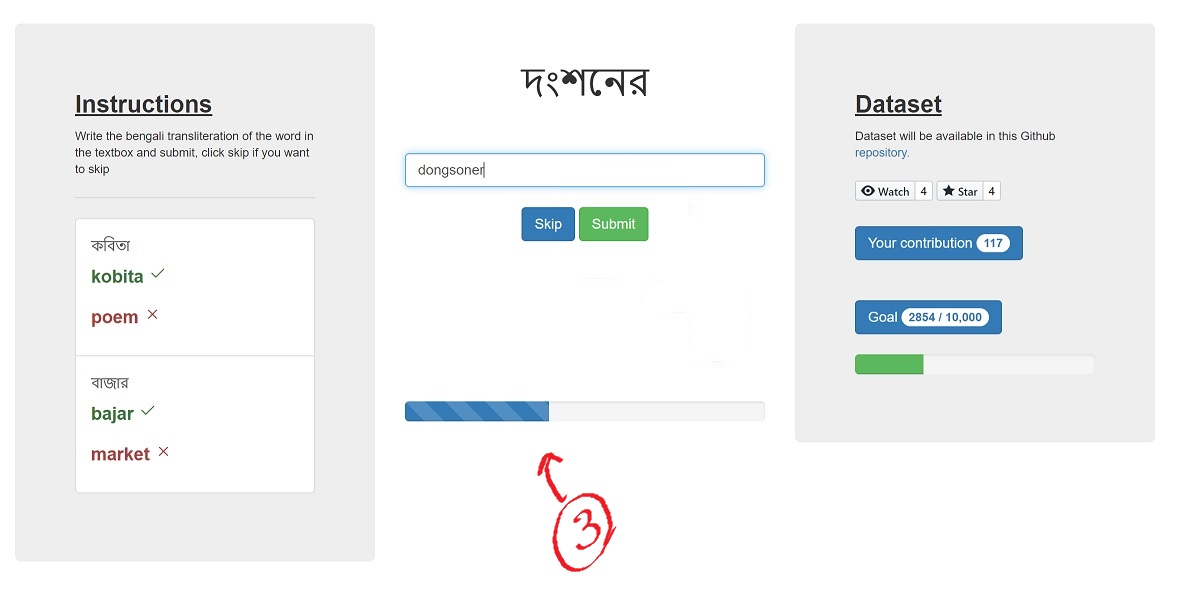 Instructions
Write the bengali transliteration of the word in
the textbox and submit, click skip if you want
to skip
কবিতা
kobita
poem
বাজার
bajar
market
দংশনের
dongsoner
Skip Submit
3
Dataset
Dataset will be available in this Github
repository.
Watch 4 Star 4
Your contribution 117
Goal 2854 / 10,000